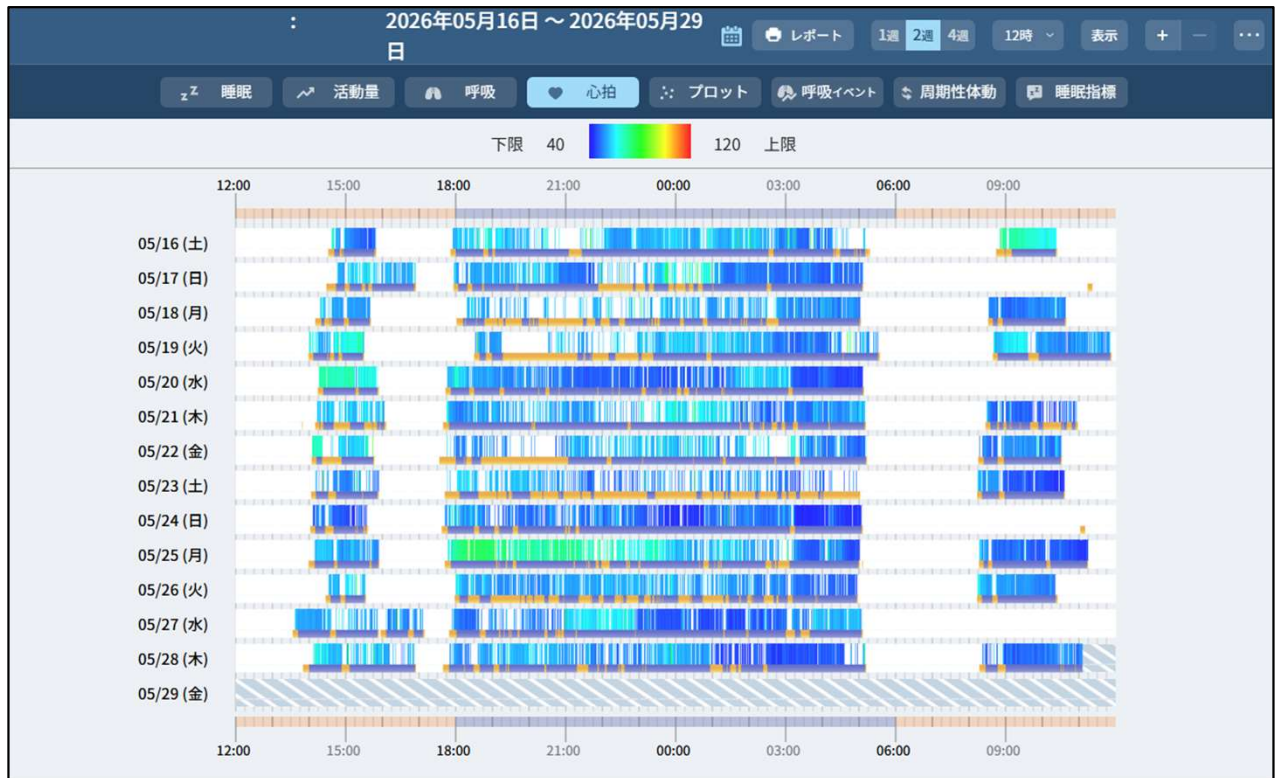 :
2026年05月16日 ～ 2026年05月29
日
レポート
1週 2週 4週
12時
表示
+ − ···
zZ 睡眠
活動量
呼吸
心拍
プロット
呼吸イベント
周期性体動
睡眠指標
下限 40 120 上限
12:00 15:00 18:00 21:00 00:00 03:00 06:00 09:00
05/16 (土)
05/17 (日)
05/18 (月)
05/19 (火)
05/20 (水)
05/21 (木)
05/22 (金)
05/23 (土)
05/24 (日)
05/25 (月)
05/26 (火)
05/27 (水)
05/28 (木)
05/29 (金)
12:00 15:00 18:00 21:00 00:00 03:00 06:00 09:00